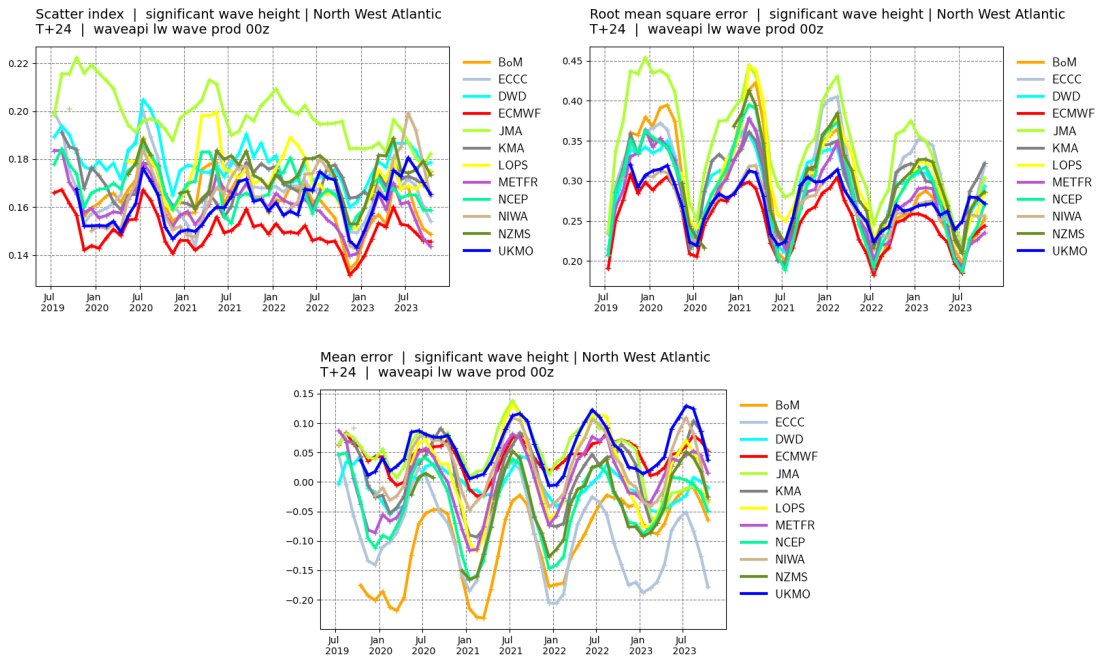 Scatter index | significant wave height | North West Atlantic
T+24 | waveapi lw wave prod 00z
0.22
0.20
0.18
0.16
0.14
Jul 2019
Jan 2020
Jul 2020
Jan 2021
Jul 2021
Jan 2022
Jul 2022
Jan 2023
Jul 2023
BoM
ECCC
DWD
ECMWF
JMA
KMA
LOPS
METFR
NCEP
NIWA
NZMS
UKMO
Root mean square error | significant wave height | North West Atlantic
T+24 | waveapi lw wave prod 00z
0.45
0.40
0.35
0.30
0.25
0.20
Jul 2019
Jan 2020
Jul 2020
Jan 2021
Jul 2021
Jan 2022
Jul 2022
Jan 2023
Jul 2023
BoM
ECCC
DWD
ECMWF
JMA
KMA
LOPS
METFR
NCEP
NIWA
NZMS
UKMO
Mean error | significant wave height | North West Atlantic
T+24 | waveapi lw wave prod 00z
0.15
0.10
0.05
0.00
−0.05
−0.10
−0.15
−0.20
Jul 2019
Jan 2020
Jul 2020
Jan 2021
Jul 2021
Jan 2022
Jul 2022
Jan 2023
Jul 2023
BoM
ECCC
DWD
ECMWF
JMA
KMA
LOPS
METFR
NCEP
NIWA
NZMS
UKMO